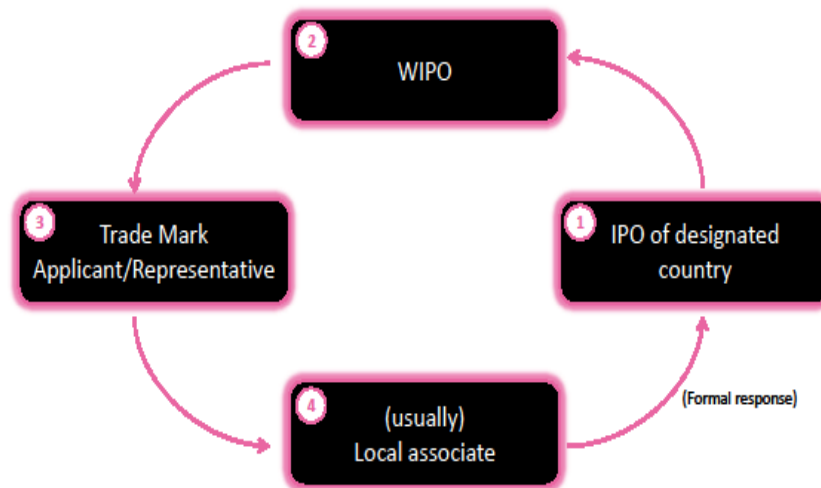 2
WIPO
3
Trade Mark
Applicant/Representative
1
IPO of designated
country
4
(usually)
Local associate
(Formal response)